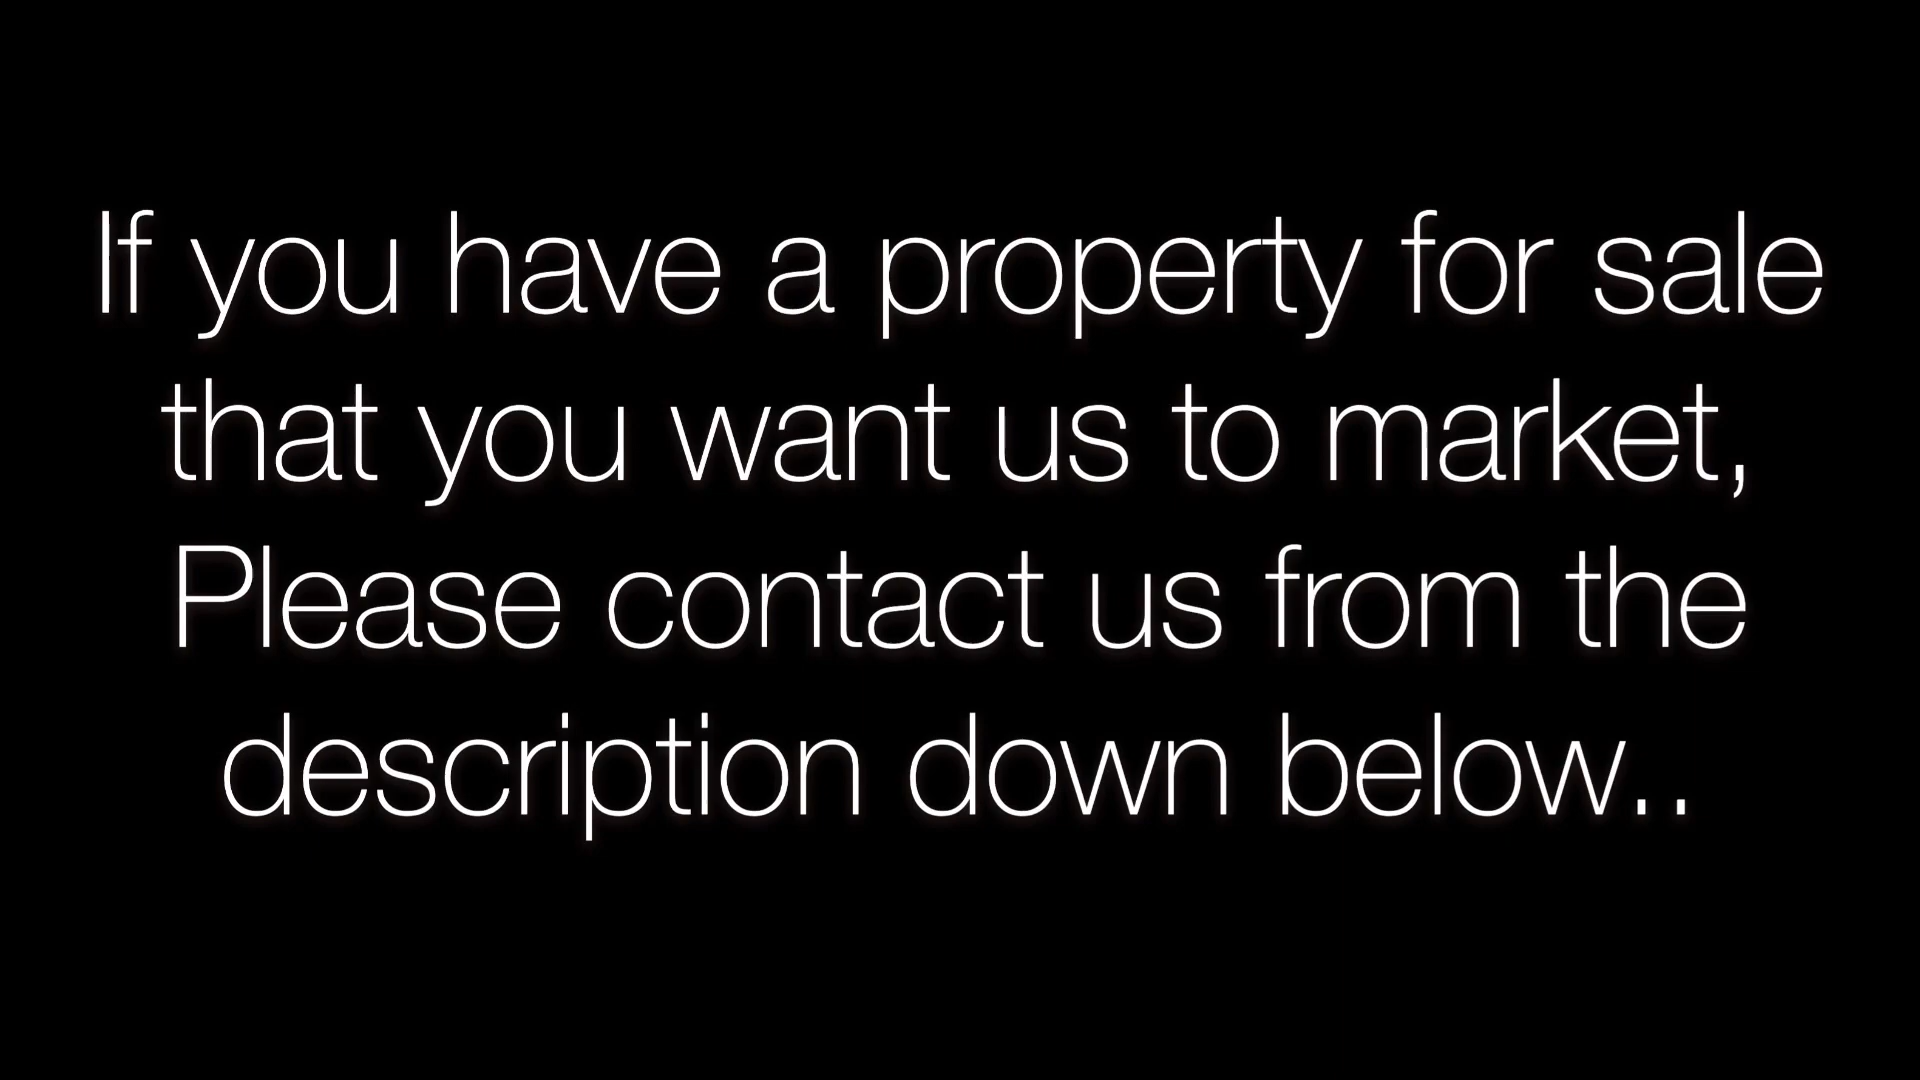 If you have a property for sale
that you want us to market,
Please contact us from the
description down below..